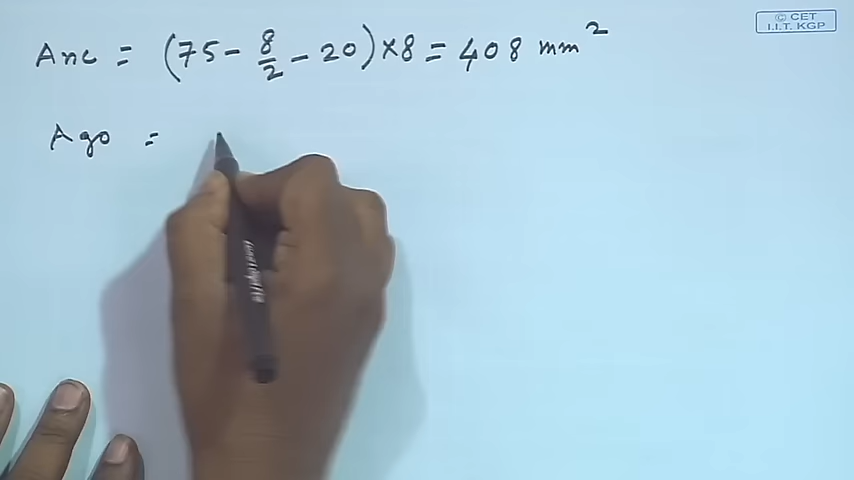 © CET
I.I.T. KGP
Anc = (75 - 8/2 - 20) × 8 = 408 mm²
Ago =